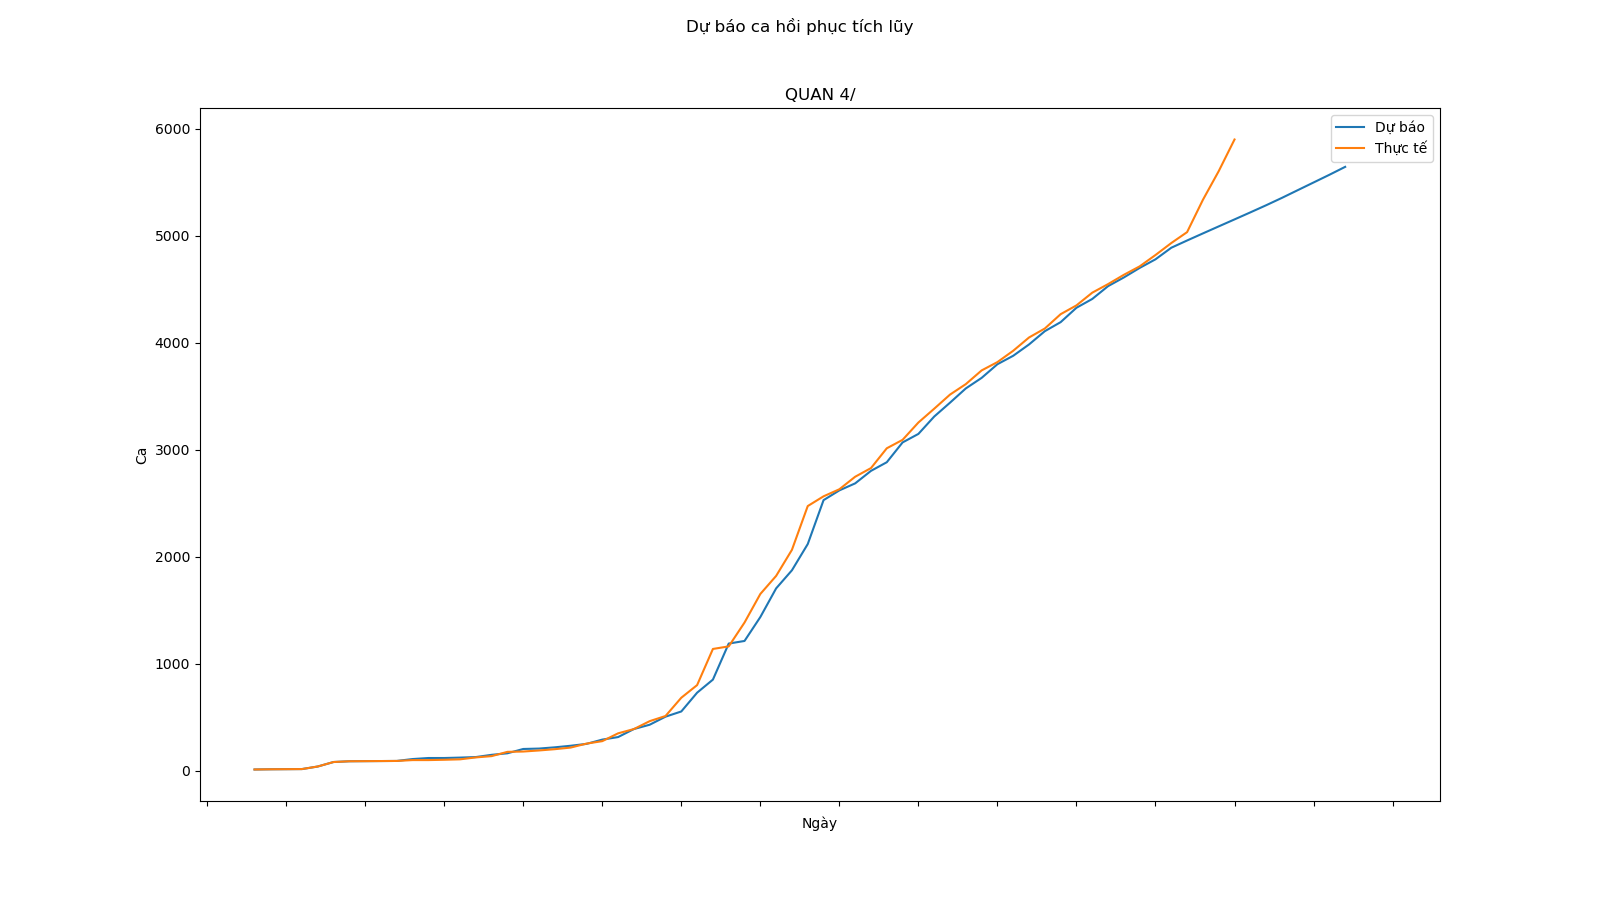 Dự báo ca hồi phục tích lũy
QUAN 4/
Dự báo
Thực tế
6000
5000
4000
3000
2000
1000
0
Ca
Ngày